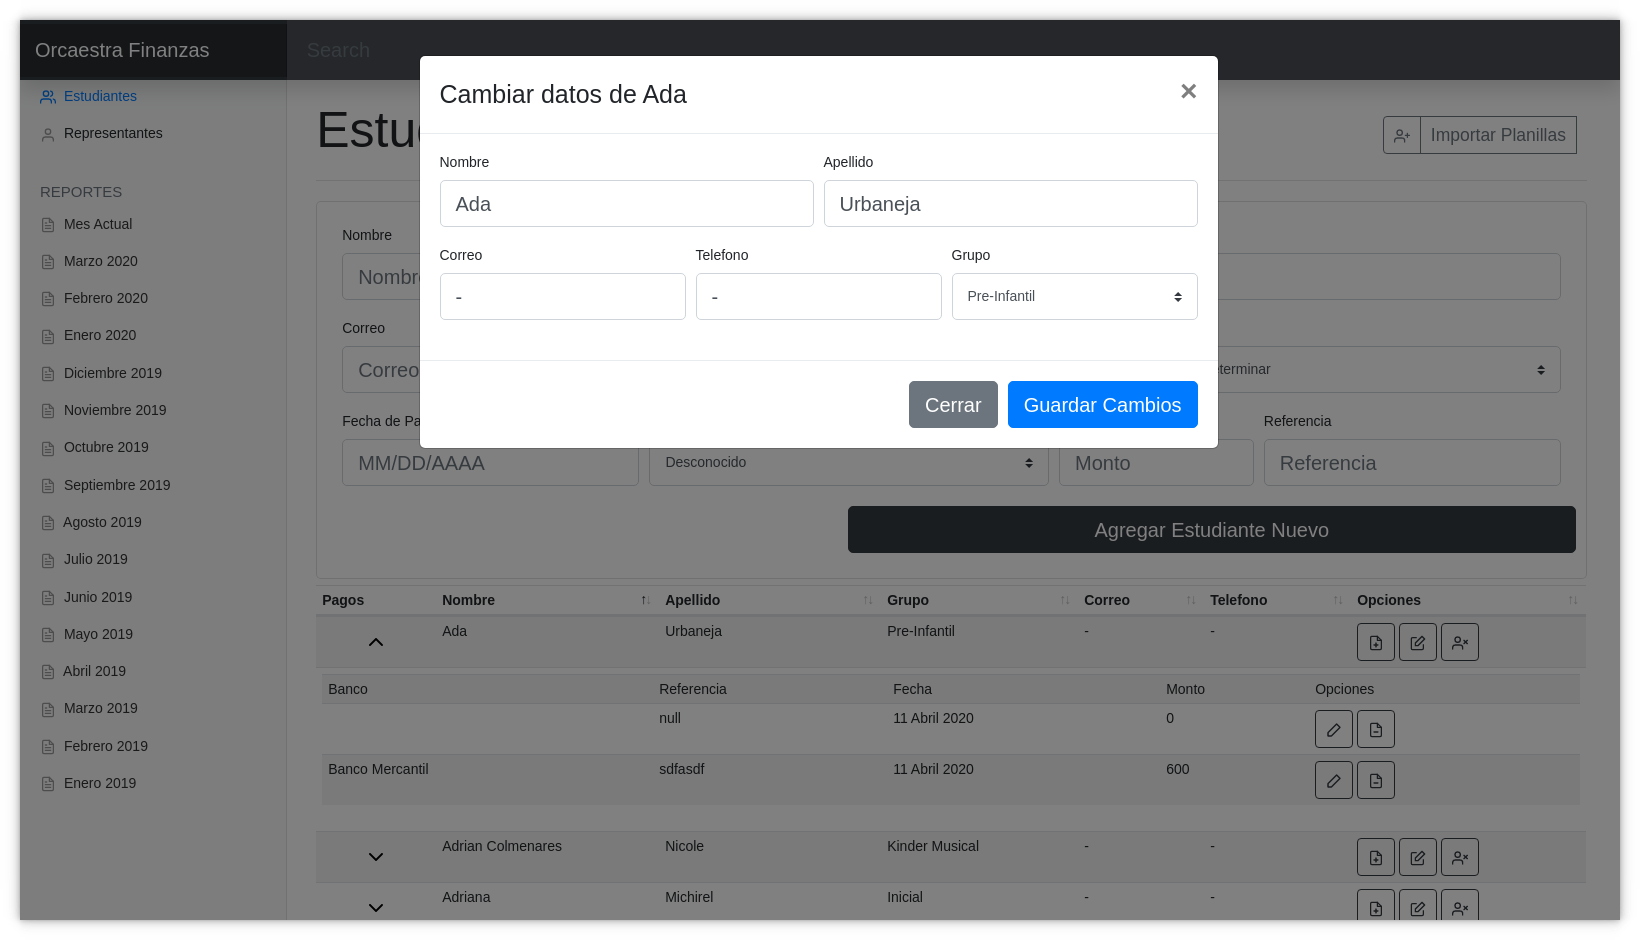 Orcaestra Finanzas
Search
Estudiantes
Representantes
REPORTES
Mes Actual
Marzo 2020
Febrero 2020
Enero 2020
Diciembre 2019
Noviembre 2019
Octubre 2019
Septiembre 2019
Agosto 2019
Julio 2019
Junio 2019
Mayo 2019
Abril 2019
Marzo 2019
Febrero 2019
Enero 2019
Importar Planillas
Cambiar datos de Ada ×
Nombre Apellido
Ada Urbaneja
Correo Telefono Grupo
- - Pre-Infantil
Cerrar Guardar Cambios
Nombre
Correo
Correo
Fecha de Referencia
MM/DD/AAAA Desconocido Monto Referencia
Agregar Estudiante Nuevo
Pagos Nombre Apellido Grupo Correo Telefono Opciones
Ada Urbaneja Pre-Infantil - -
Banco Referencia Fecha Monto Opciones
null 11 Abril 2020 0
Banco Mercantil sdfasdf 11 Abril 2020 600
Adrian Colmenares Nicole Kinder Musical - -
Adriana Michirel Inicial - -